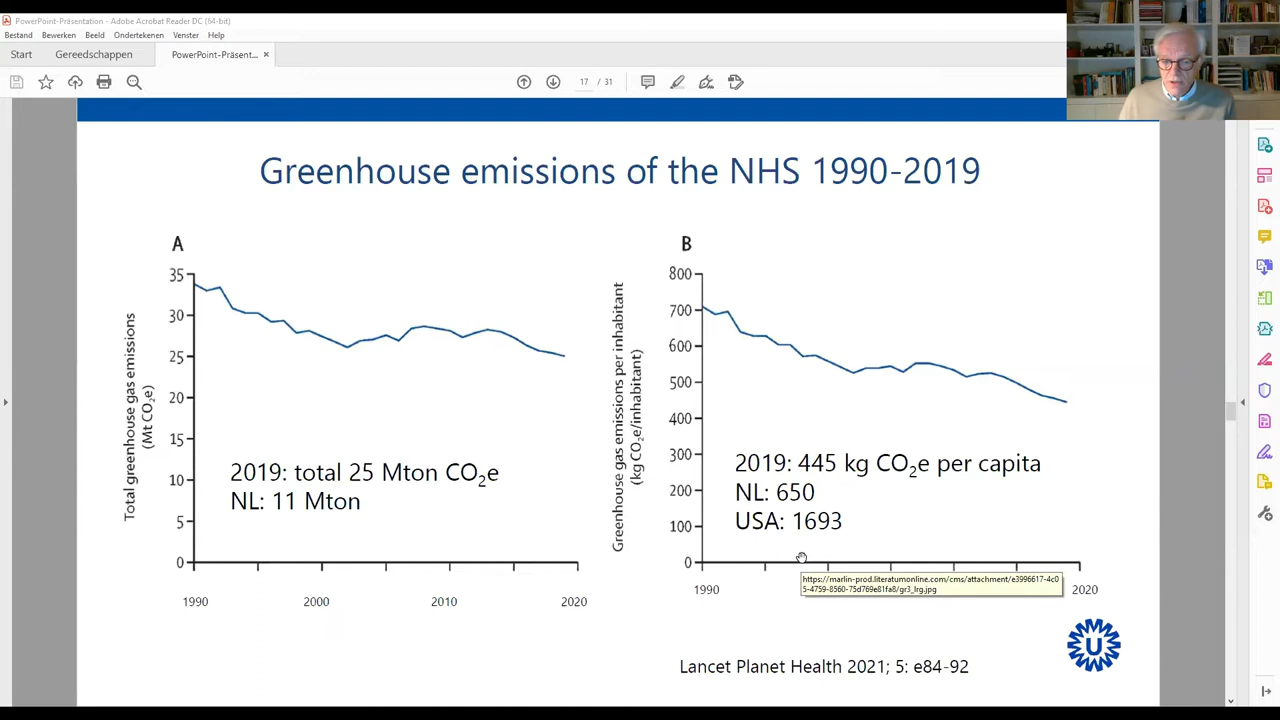 PowerPoint-Präsentation - Adobe Acrobat Reader DC (64-bit)
Bestand Bewerken Beeld Ondertekenen Venster Help
Start Gereedschappen PowerPoint-Präsent... ×
17 / 31
Greenhouse emissions of the NHS 1990-2019
A
Total greenhouse gas emissions
(Mt CO₂e)
35
30
25
20
15
10
5
0
1990 2000 2010 2020
2019: total 25 Mton CO₂e
NL: 11 Mton
B
Greenhouse gas emissions per inhabitant
(kg CO₂e/inhabitant)
800
700
600
500
400
300
200
100
0
1990 2020
2019: 445 kg CO₂e per capita
NL: 650
USA: 1693
https://marlin-prod.literatumonline.com/cms/attachment/e3996617-4c0
5-4759-8560-75d769e81fa8/gr3_lrg.jpg
U
Lancet Planet Health 2021; 5: e84-92